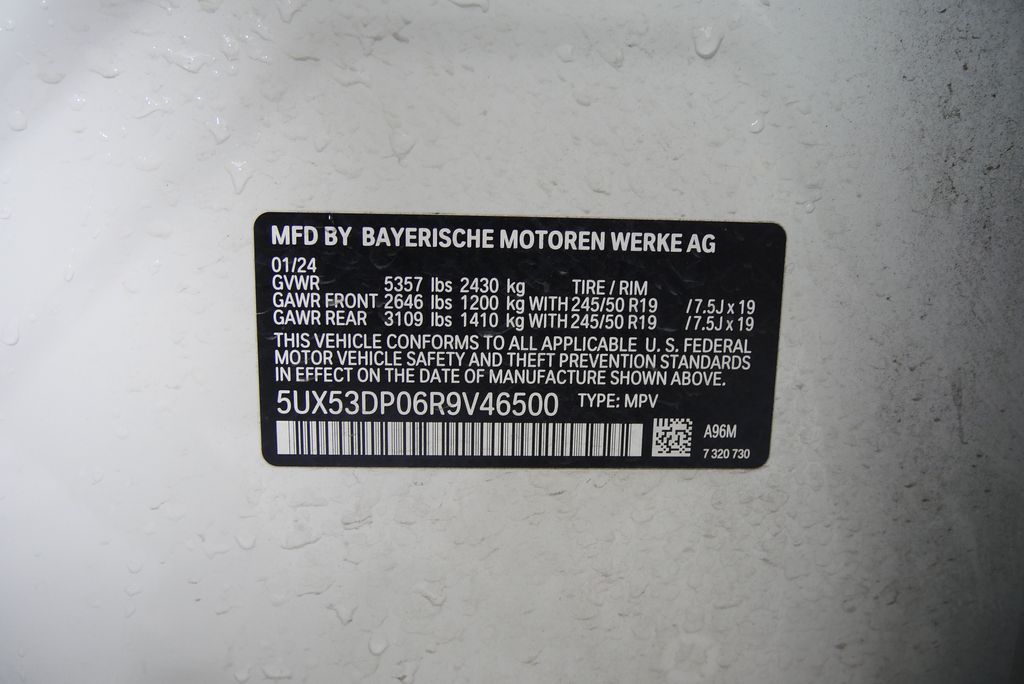 MFD BY BAYERISCHE MOTOREN WERKE AG
01/24
GVWR 5357 lbs 2430 kg TIRE / RIM
GAWR FRONT 2646 lbs 1200 kg WITH 245/50 R19 / 7.5J x 19
GAWR REAR 3109 lbs 1410 kg WITH 245/50 R19 / 7.5J x 19
THIS VEHICLE CONFORMS TO ALL APPLICABLE U. S. FEDERAL
MOTOR VEHICLE SAFETY AND THEFT PREVENTION STANDARDS
IN EFFECT ON THE DATE OF MANUFACTURE SHOWN ABOVE.
5UX53DP06R9V46500 TYPE: MPV
A96M
7 320 730